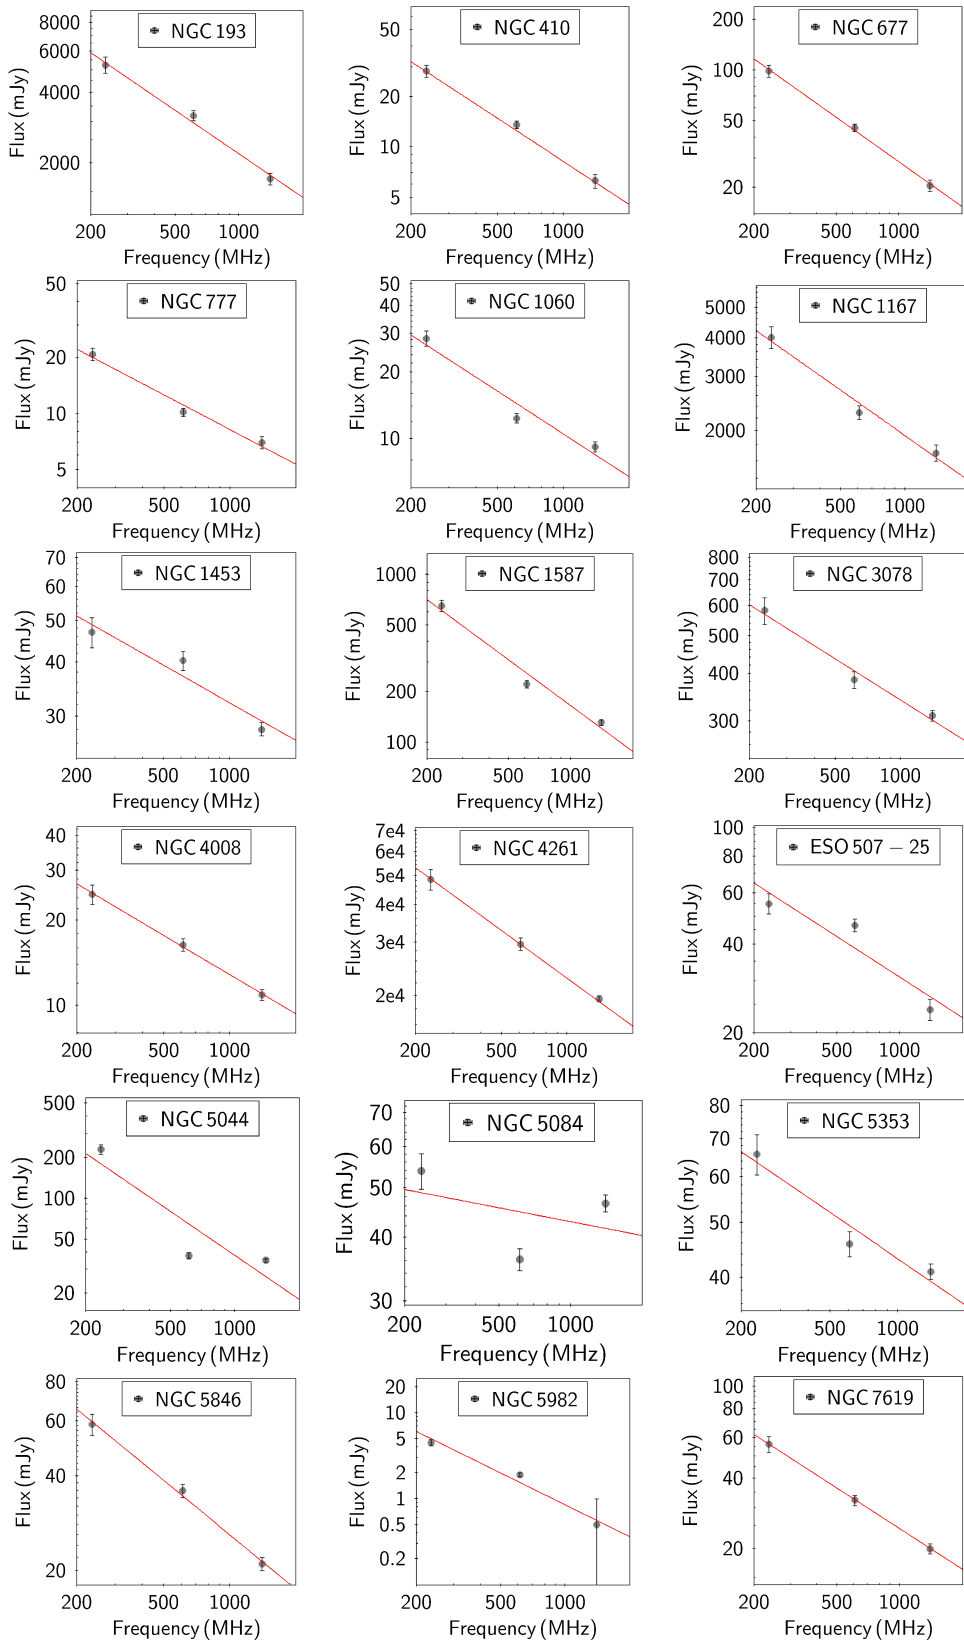 NGC 193
Flux (mJy)
8000
6000
4000
2000
200 500 1000
Frequency (MHz)
NGC 410
Flux (mJy)
50
20
10
5
200 500 1000
Frequency (MHz)
NGC 677
Flux (mJy)
200
100
50
20
200 500 1000
Frequency (MHz)
NGC 777
Flux (mJy)
50
20
10
5
200 500 1000
Frequency (MHz)
NGC 1060
Flux (mJy)
50
40
30
20
10
200 500 1000
Frequency (MHz)
NGC 1167
Flux (mJy)
5000
4000
3000
2000
200 500 1000
Frequency (MHz)
NGC 1453
Flux (mJy)
70
60
50
40
30
200 500 1000
Frequency (MHz)
NGC 1587
Flux (mJy)
1000
500
200
100
200 500 1000
Frequency (MHz)
NGC 3078
Flux (mJy)
800
700
600
500
400
300
200 500 1000
Frequency (MHz)
NGC 4008
Flux (mJy)
40
30
20
10
200 500 1000
Frequency (MHz)
NGC 4261
Flux (mJy)
7e4
6e4
5e4
4e4
3e4
2e4
200 500 1000
Frequency (MHz)
ESO 507 − 25
Flux (mJy)
100
80
60
40
20
200 500 1000
Frequency (MHz)
NGC 5044
Flux (mJy)
500
200
100
50
20
200 500 1000
Frequency (MHz)
NGC 5084
Flux (mJy)
70
60
50
40
30
200 500 1000
Frequency (MHz)
NGC 5353
Flux (mJy)
80
70
60
50
40
200 500 1000
Frequency (MHz)
NGC 5846
Flux (mJy)
80
60
40
20
200 500 1000
Frequency (MHz)
NGC 5982
Flux (mJy)
20
10
5
2
1
0.5
0.2
200 500 1000
Frequency (MHz)
NGC 7619
Flux (mJy)
100
80
60
40
20
200 500 1000
Frequency (MHz)